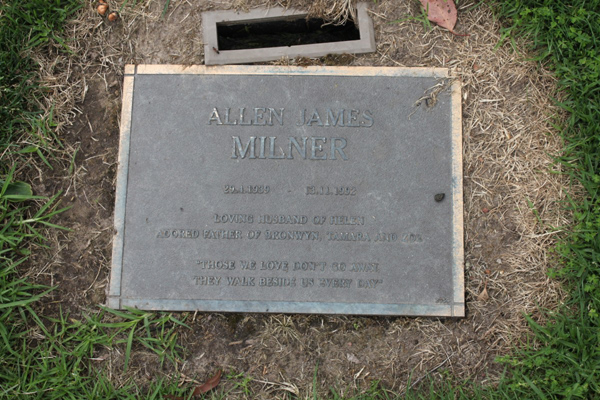 ALLEN JAMES
MILNER
LOVING HUSBAND OF HELEN
ADORED FATHER OF BRONWYN, TAMARA, AND
"THOSE WE LOVE DON'T GO AWAY
THEY WALK BESIDE US EVERY DAY"